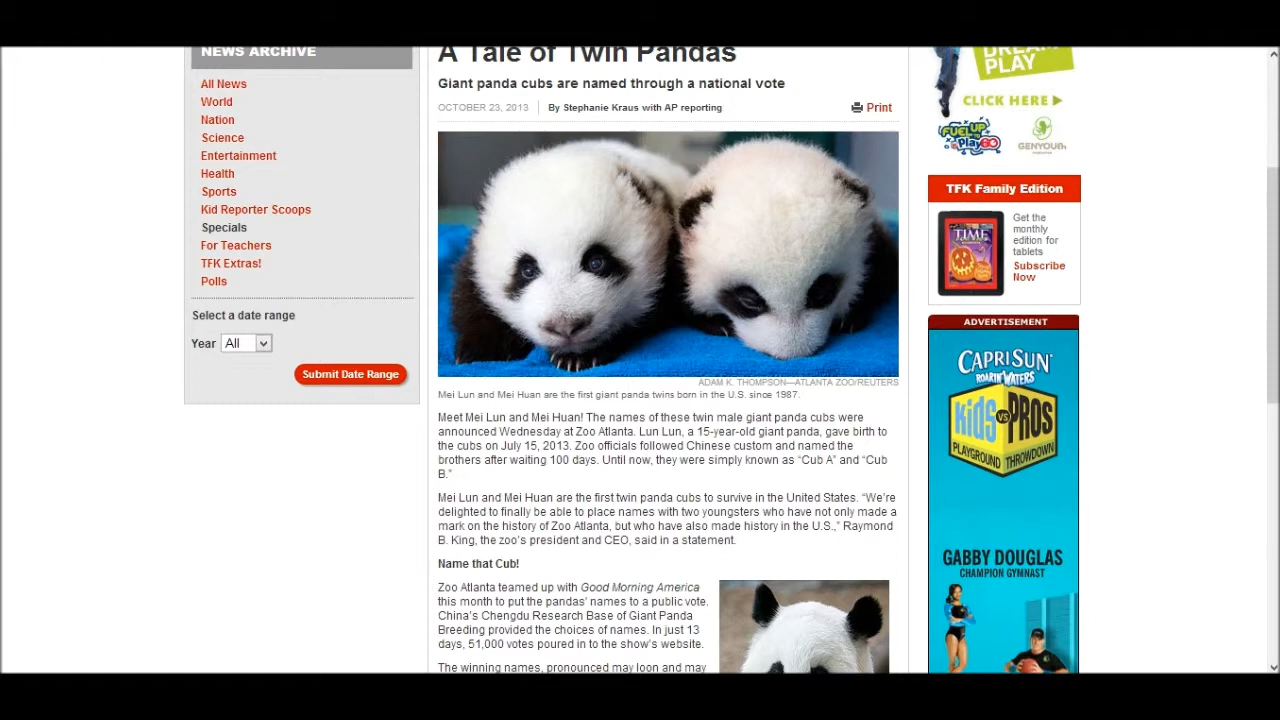 NEWS ARCHIVE
All News
World
Nation
Science
Entertainment
Health
Sports
Kid Reporter Scoops
Specials
For Teachers
TFK Extras!
Polls
Select a date range
Year All
Submit Date Range
A Tale of Twin Pandas
Giant panda cubs are named through a national vote
OCTOBER 23, 2013 By Stephanie Kraus with AP reporting
Print
ADAM K. THOMPSON—ATLANTA ZOO/REUTERS
Mei Lun and Mei Huan are the first giant panda twins born in the U.S. since 1987.
Meet Mei Lun and Mei Huan! The names of these twin male giant panda cubs were
announced Wednesday at Zoo Atlanta. Lun Lun, a 15-year-old giant panda, gave birth to
the cubs on July 15, 2013. Zoo officials followed Chinese custom and named the
brothers after waiting 100 days. Until now, they were simply known as “Cub A” and “Cub
B.”
Mei Lun and Mei Huan are the first twin panda cubs to survive in the United States. “We’re
delighted to finally be able to place names with two youngsters who have not only made a
mark on the history of Zoo Atlanta, but who have also made history in the U.S.,” Raymond
B. King, the zoo’s president and CEO, said in a statement.
Name that Cub!
Zoo Atlanta teamed up with Good Morning America
this month to put the pandas’ names to a public vote.
China’s Chengdu Research Base of Giant Panda
Breeding provided the choices of names. In just 13
days, 51,000 votes poured in to the show’s website.
The winning names, pronounced may loon and may
DREAM
PLAY
CLICK HERE
FUEL UP
to Play 60
GENYOUth
TFK Family Edition
TIME
Get the
monthly
edition for
tablets
Subscribe
Now
ADVERTISEMENT
CAPRI SUN
ROARIN' WATERS
KiDS VS PROS
PLAYGROUND THROWDOWN
GABBY DOUGLAS
CHAMPION GYMNAST